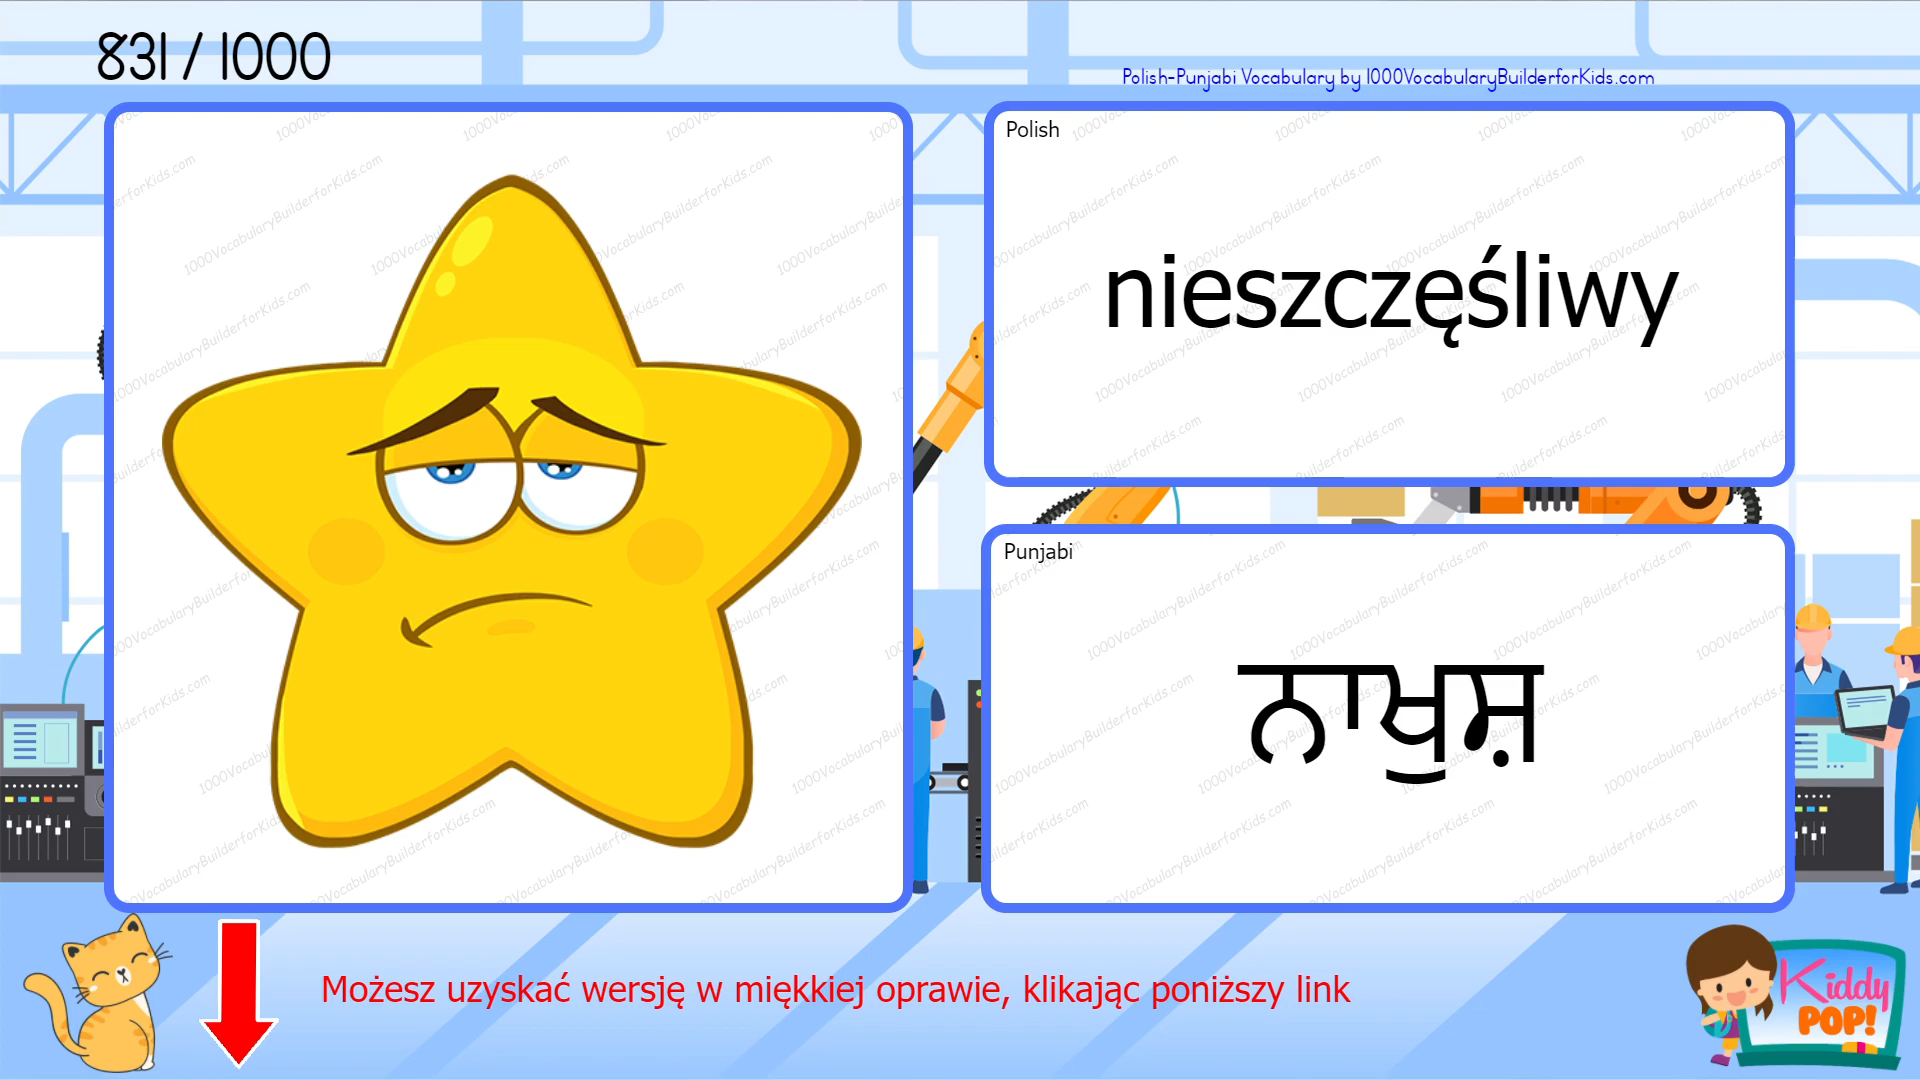 831 / 1000
Polish-Punjabi Vocabulary by 1000VocabularyBuilderforKids.com
Polish
nieszczęśliwy
Punjabi
ਨਾਖੁਸ਼
Możesz uzyskać wersję w miękkiej oprawie, klikając poniższy link
Kiddy
POP!